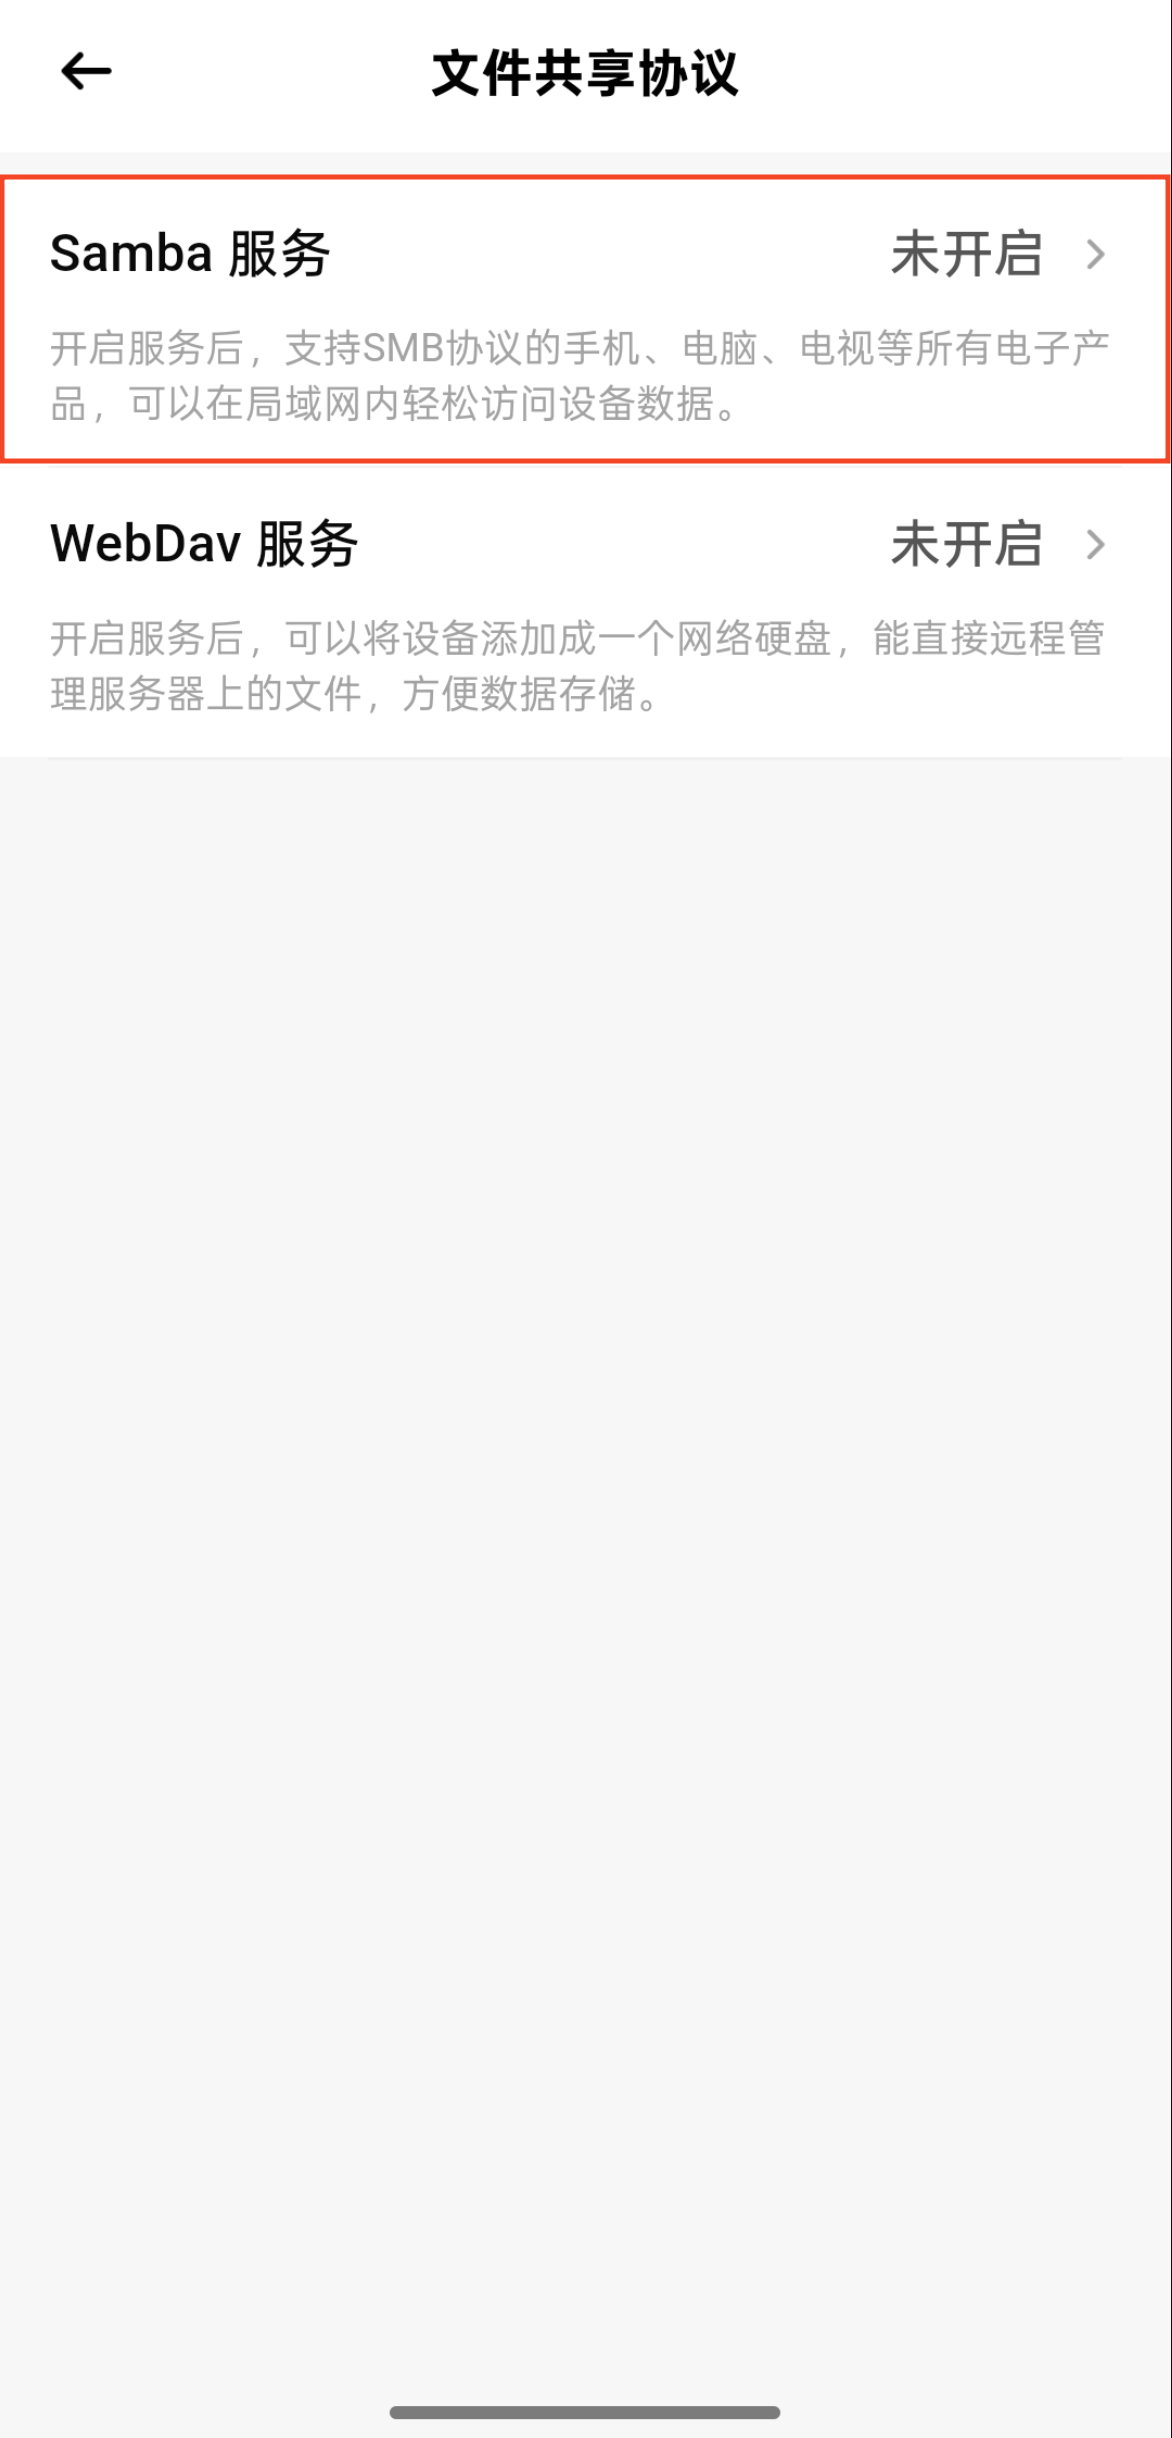 文件共享协议
Samba 服务
未开启
开启服务后，支持SMB协议的手机、电脑、电视等所有电子产
品，可以在局域网内轻松访问设备数据。
WebDav 服务
未开启
开启服务后，可以将设备添加成一个网络硬盘，能直接远程管
理服务器上的文件，方便数据存储。